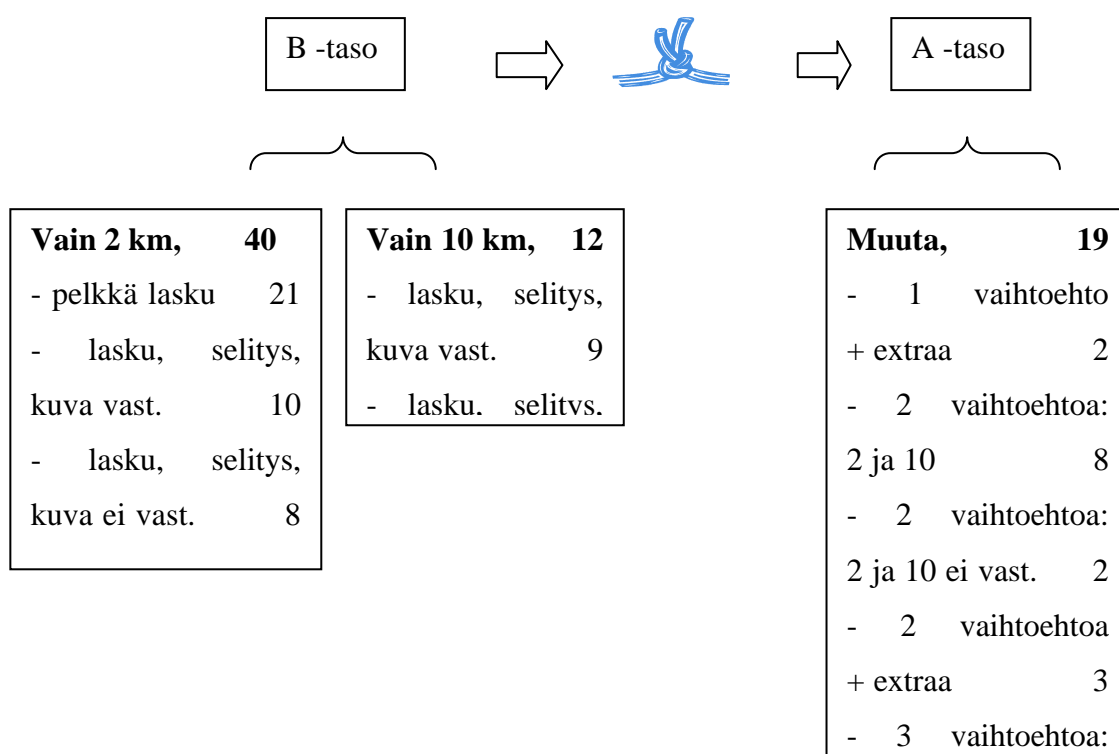 B -taso
A -taso
Vain 2 km, 40
- pelkkä lasku 21
- lasku, selitys,
kuva vast. 10
- lasku, selitys,
kuva ei vast. 8
Vain 10 km, 12
- lasku, selitys,
kuva vast. 9
- lasku, selitys,
Muuta, 19
- 1 vaihtoehto
+ extraa 2
- 2 vaihtoehtoa:
2 ja 10 8
- 2 vaihtoehtoa:
2 ja 10 ei vast. 2
- 2 vaihtoehtoa
+ extraa 3
- 3 vaihtoehtoa: